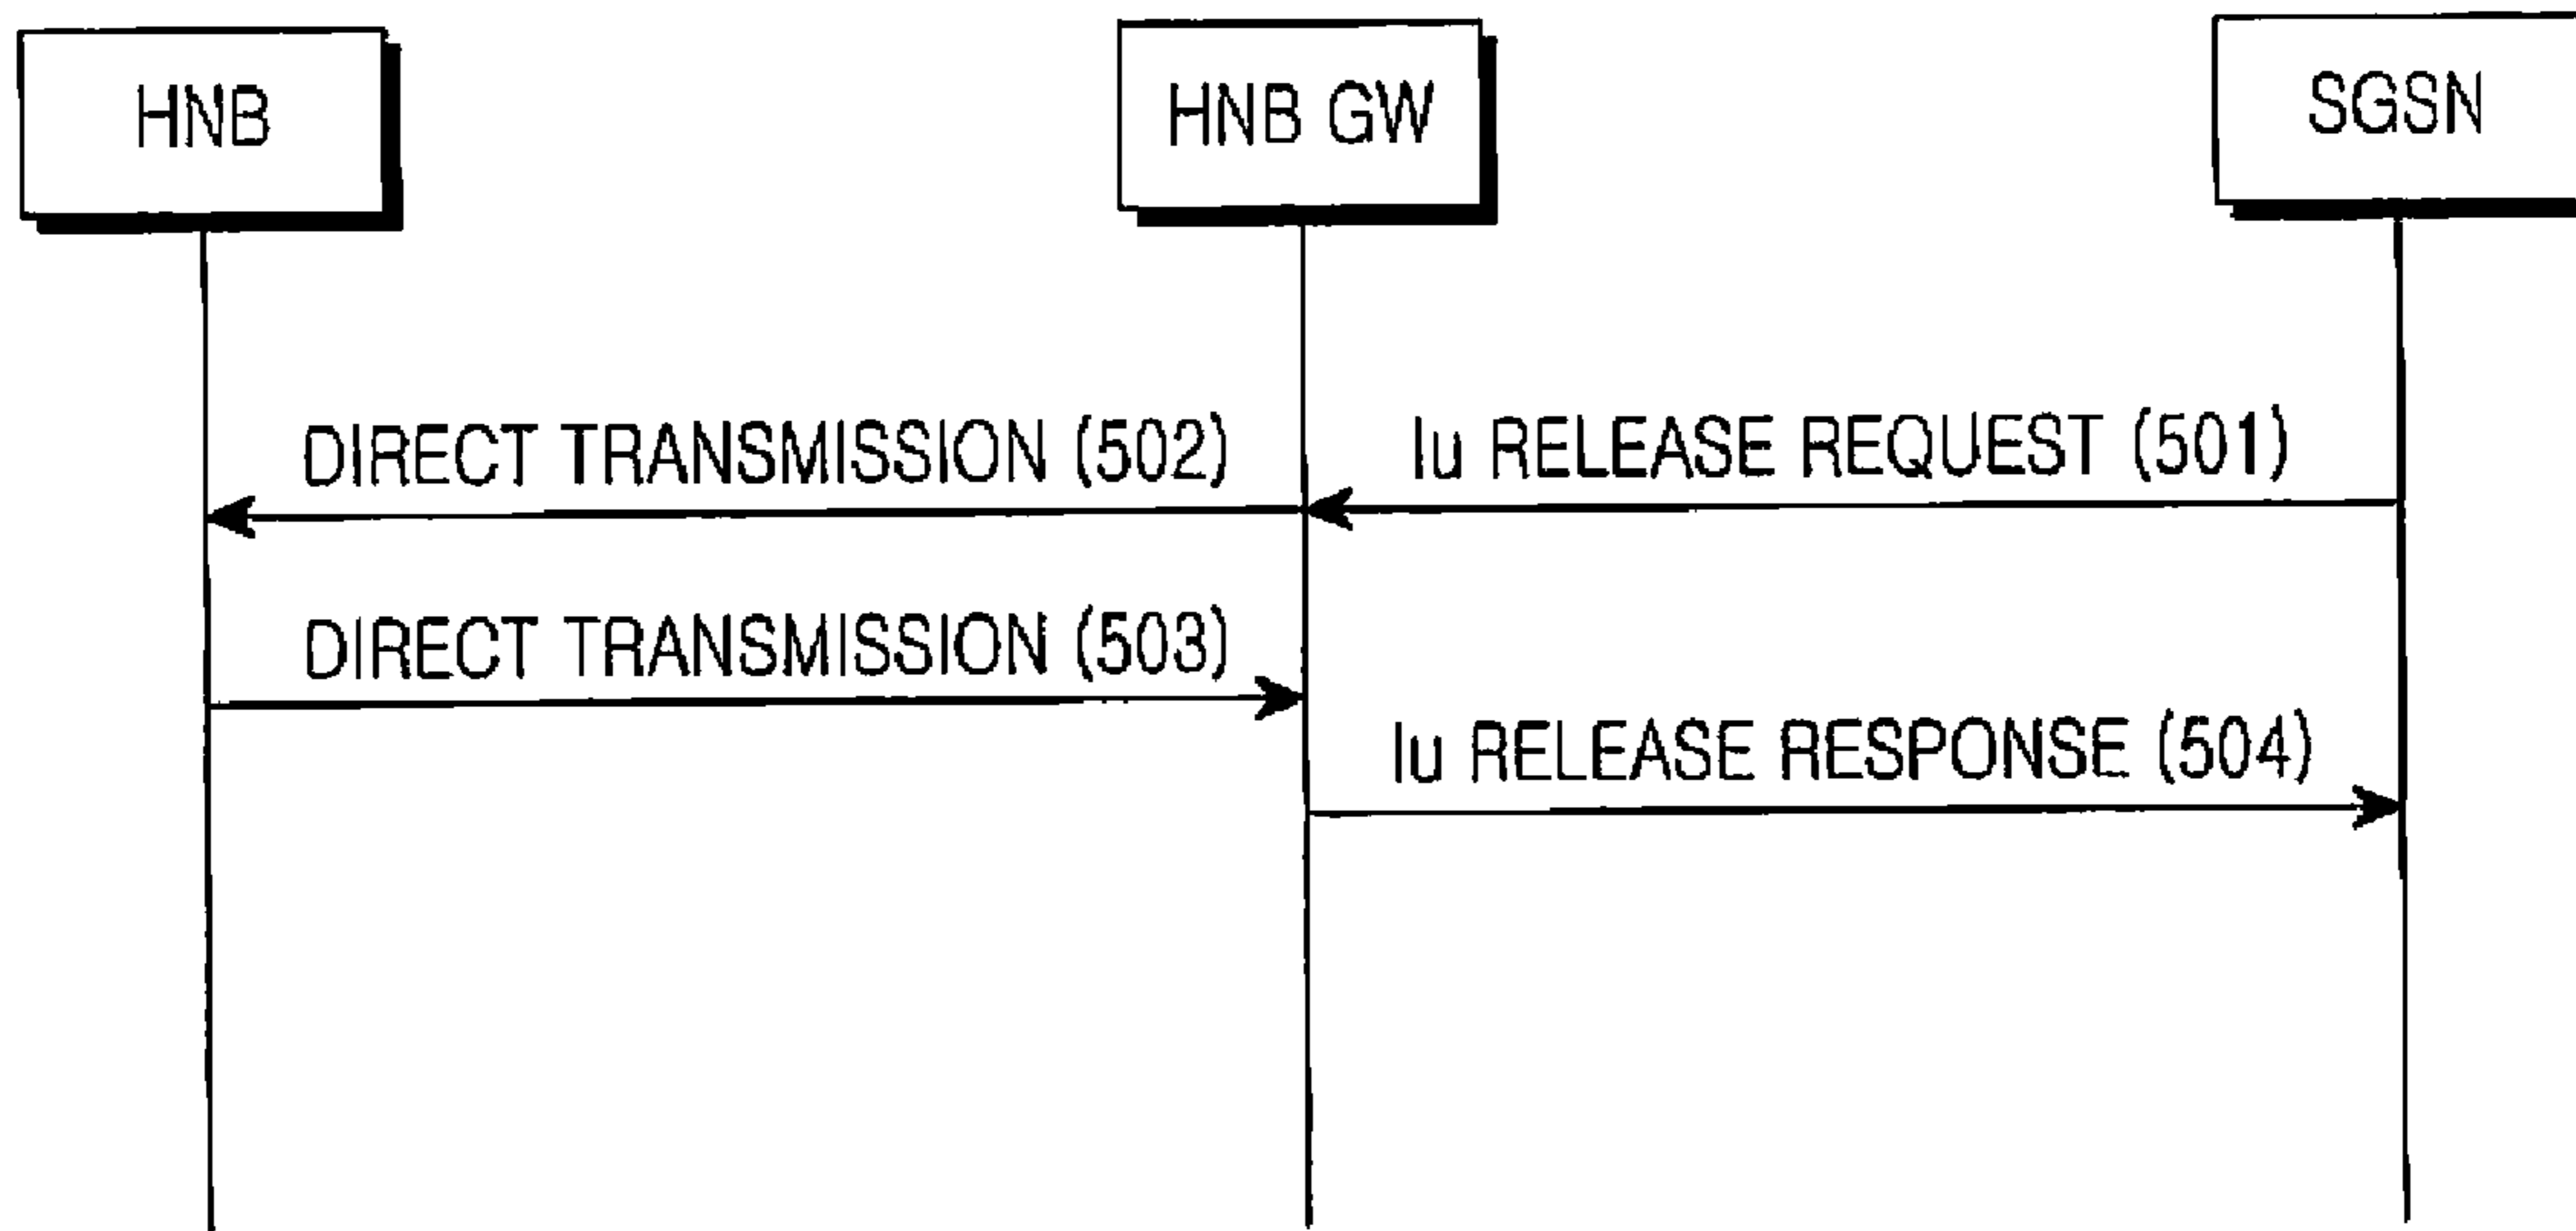 HNB
HNB GW
SGSN
DIRECT TRANSMISSION (502)
Iu RELEASE REQUEST (501)
DIRECT TRANSMISSION (503)
Iu RELEASE RESPONSE (504)